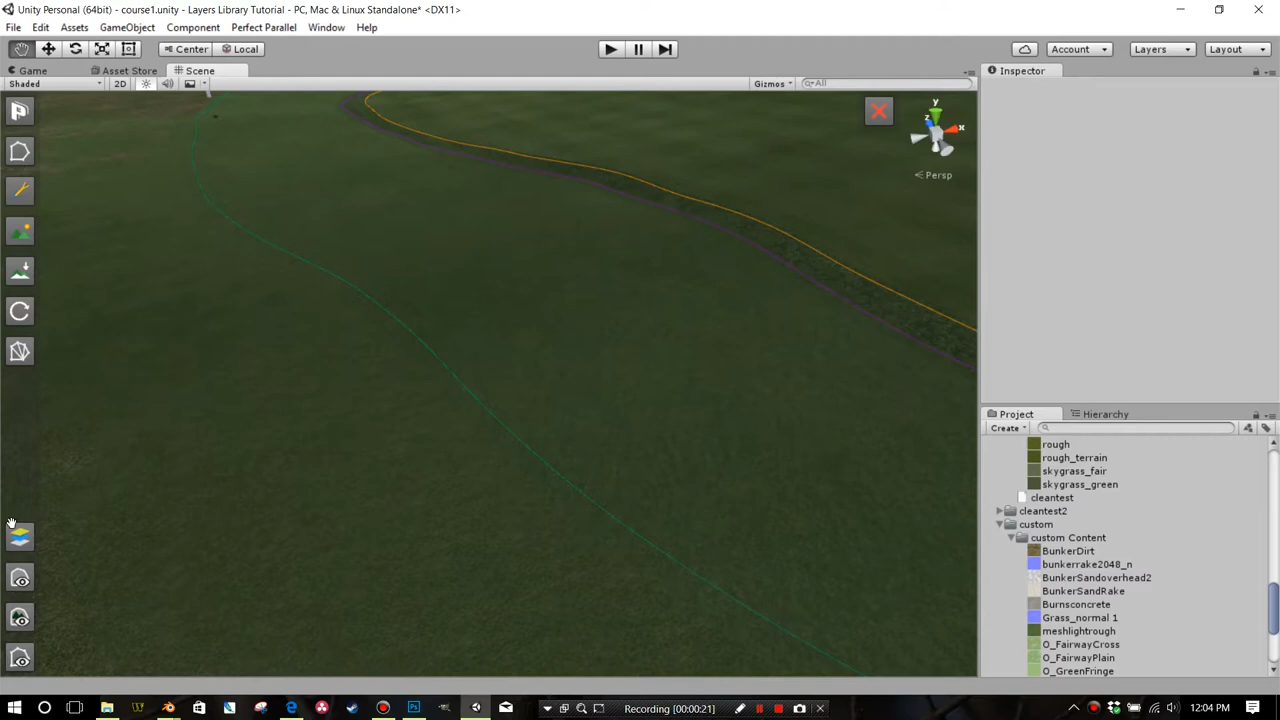 Unity Personal (64bit) - course1.unity - Layers Library Tutorial - PC, Mac & Linux Standalone* <DX11>
File Edit Assets GameObject Component Perfect Parallel Window Help
Center Local Account Layers Layout
Game Asset Store Scene Inspector
Shaded 2D Gizmos All
y
z
x
Persp
Project Hierarchy
Create
rough
rough_terrain
skygrass_fair
skygrass_green
cleantest
cleantest2
custom
custom Content
BunkerDirt
bunkerrake2048_n
BunkerSandoverhead2
BunkerSandRake
Burnsconcrete
Grass_normal 1
meshlightrough
O_FairwayCross
O_FairwayPlain
O_GreenFringe
Recording [00:00:21] 12:04 PM